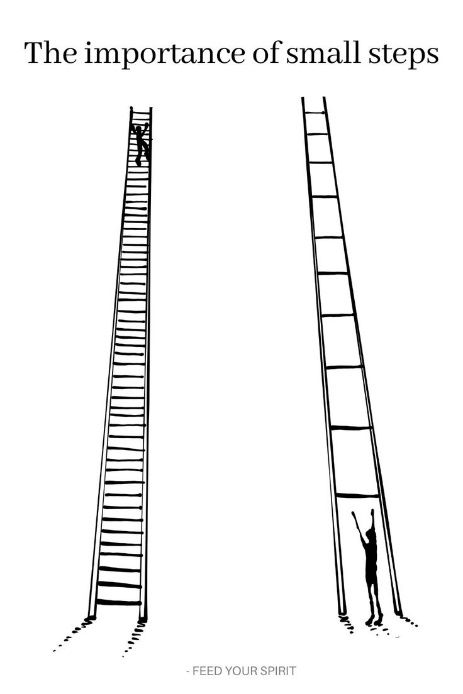 The importance of small steps
- FEED YOUR SPIRIT